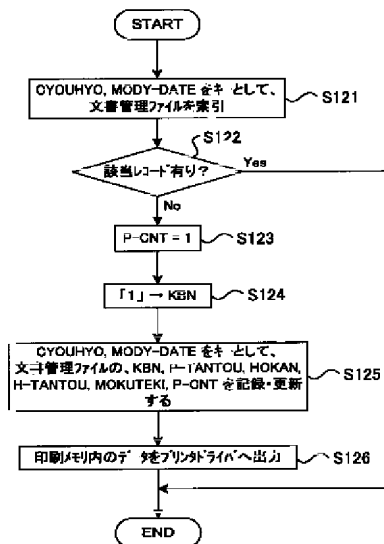 START
CYOUHYO, MODY-DATE をキーとして、
文書管理ファイルを索引
S121
S122
該当レコード有り?
Yes
No
P-CNT = 1
S123
「1」→ KBN
S124
CYOUHYO, MODY-DATE をキーとして、
文書管理ファイルの、KBN, P-TANTOU, HOKAN,
H-TANTOU, MOKUTEKI, P-CNT を記録・更新
する
S125
印刷メモリ内のデータをプリンタドライバへ出力
S126
END